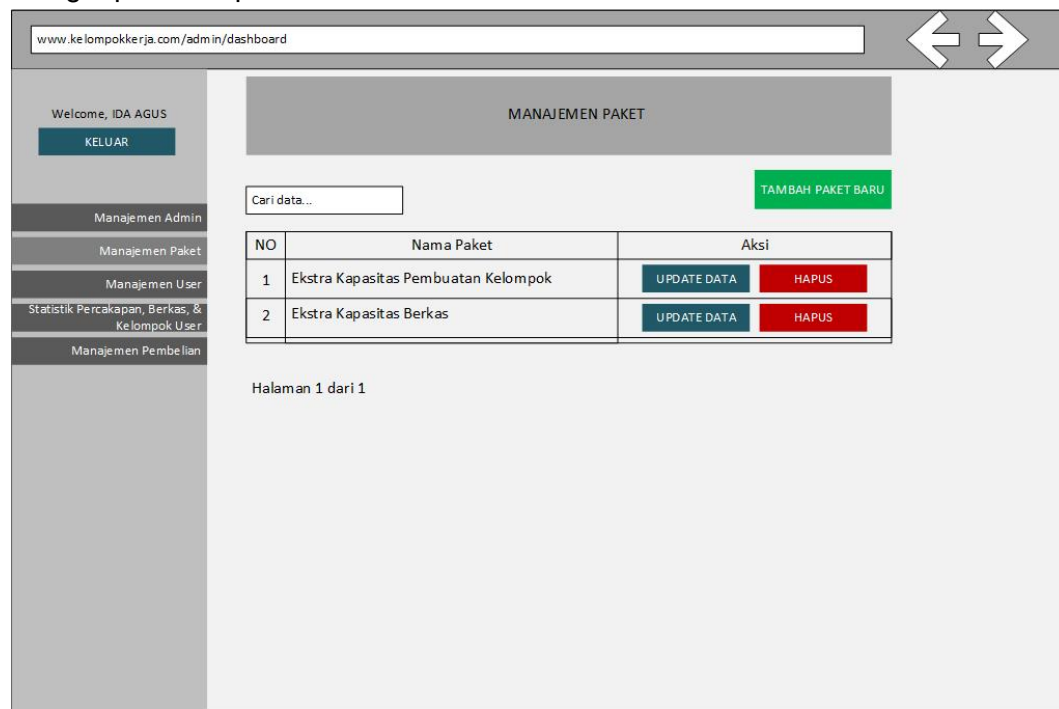 www.kelompokkerja.com/admin/dashboard
Welcome, IDA AGUS
KELUAR
Manajemen Admin
Manajemen Paket
Manajemen User
Statistik Percakapan, Berkas, &
Kelompok User
Manajemen Pembelian
MANAJEMEN PAKET
Cari data...
TAMBAH PAKET BARU
NO Nama Paket Aksi
1 Ekstra Kapasitas Pembuatan Kelompok UPDATE DATA HAPUS
2 Ekstra Kapasitas Berkas UPDATE DATA HAPUS
Halaman 1 dari 1